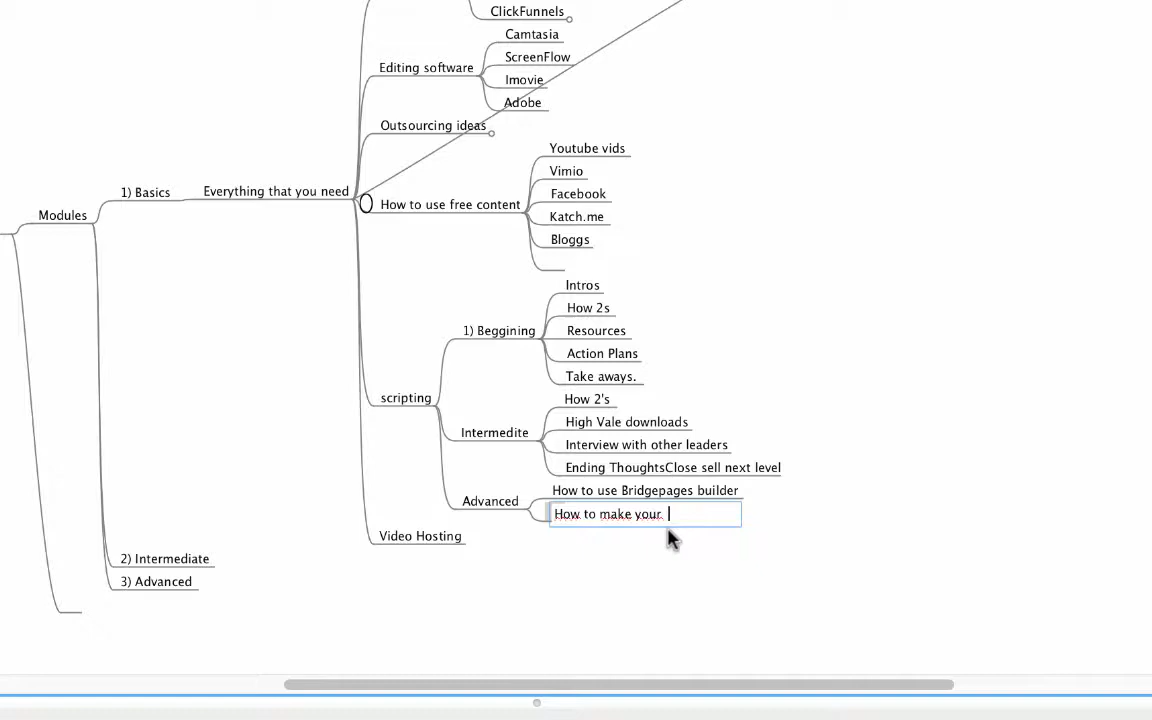 ClickFunnels
Camtasia
ScreenFlow
Editing software
Imovie
Adobe
Outsourcing ideas
Youtube vids
Vimio
1) Basics
Everything that you need
Facebook
How to use free content
Modules
Katch.me
Bloggs
Intros
How 2s
1) Beggining
Resources
Action Plans
Take aways.
scripting
How 2's
High Vale downloads
Intermedite
Interview with other leaders
Ending ThoughtsClose sell next level
How to use Bridgepages builder
Advanced
How to make your
Video Hosting
2) Intermediate
3) Advanced